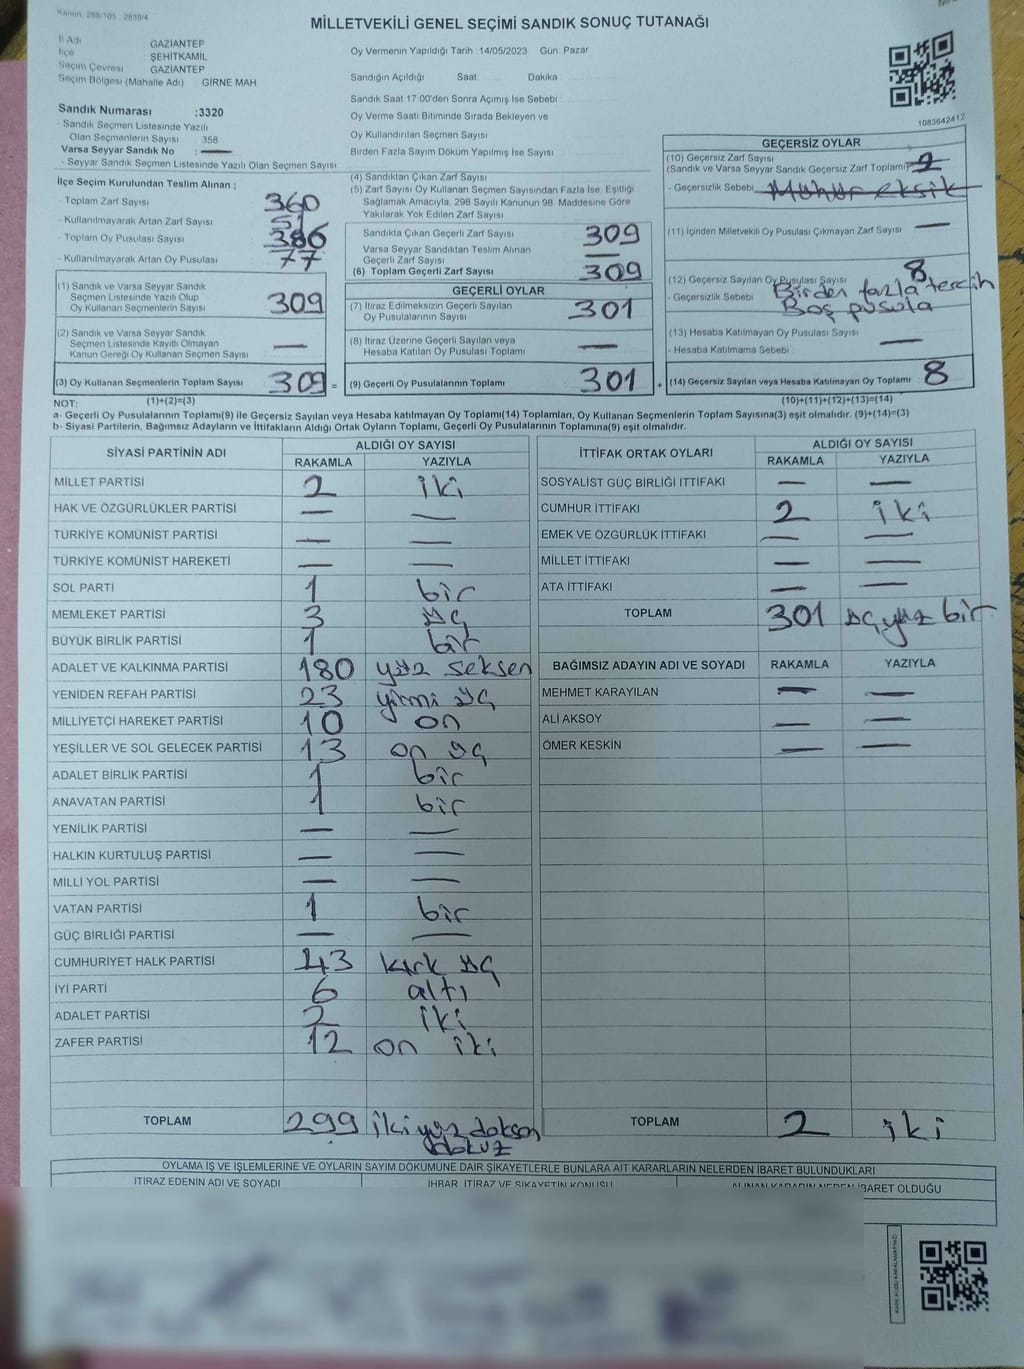 Kanun: 298/105 , 2839/4
MİLLETVEKİLİ GENEL SEÇİMİ SANDIK SONUÇ TUTANAĞI
İl Adı GAZİANTEP
İlçe ŞEHİTKAMİL
Seçim Çevresi GAZİANTEP
Seçim Bölgesi (Mahalle Adı) GİRNE MAH
Oy Vermenin Yapıldığı Tarih 14/05/2023 Gün Pazar
Sandığın Açıldığı Saat Dakika
Sandık Saat 17.00'den Sonra Açımış İse Sebebi :
Oy Verme Saati Bitiminde Sırada Bekleyen ve
Oy Kullandırılan Seçmen Sayısı
Birden Fazla Sayım Döküm Yapılmış İse Sayısı
1083642412
Sandık Numarası :3320
- Sandık Seçmen Listesinde Yazılı
Olan Seçmenlerin Sayısı : 358
Varsa Seyyar Sandık No : —
- Seyyar Sandık Seçmen Listesinde Yazılı Olan Seçmen Sayısı
İlçe Seçim Kurulundan Teslim Alınan ;
- Toplam Zarf Sayısı 360
- Kullanılmayarak Artan Zarf Sayısı 51
- Toplam Oy Pusulası Sayısı 386
- Kullanılmayarak Artan Oy Pusulası 77
(1) Sandık ve Varsa Seyyar Sandık
Seçmen Listesinde Yazılı Olup
Oy Kullanan Seçmenlerin Sayısı 309
(2) Sandık ve Varsa Seyyar Sandık
Seçmen Listesinde Kayıtlı Olmayan
Kanun Gereği Oy Kullanan Seçmen Sayısı —
(3) Oy Kullanan Seçmenlerin Toplam Sayısı 309 =
(4) Sandıktan Çıkan Zarf Sayısı
(5) Zarf Sayısı Oy Kullanan Seçmen Sayısından Fazla İse, Eşitliği
Sağlamak Amacıyla, 298 Sayılı Kanunun 98. Maddesine Göre
Yakılarak Yok Edilen Zarf Sayısı
Sandıkta Çıkan Geçerli Zarf Sayısı 309
Varsa Seyyar Sandıktan Teslim Alınan
Geçerli Zarf Sayısı —
(6) Toplam Geçerli Zarf Sayısı 309
GEÇERLİ OYLAR
(7) İtiraz Edilmeksizin Geçerli Sayılan
Oy Pusulalarının Sayısı 301
(8) İtiraz Üzerine Geçerli Sayılan veya
Hesaba Katılan Oy Pusulası Toplamı —
(9) Geçerli Oy Pusulalarının Toplamı 301 +
GEÇERSİZ OYLAR
(10) Geçersiz Zarf Sayısı
(Sandık ve Varsa Seyyar Sandık Geçersiz Zarf Toplamı)
- Geçersizlik Sebebi Mühür eksik
(11) İçinden Milletvekili Oy Pusulası Çıkmayan Zarf Sayısı —
(12) Geçersiz Sayılan Oy Pusulası Sayısı 8
- Geçersizlik Sebebi Birden fazla tercih
Boş pusula
(13) Hesaba Katılmayan Oy Pusulası Sayısı —
- Hesaba Katılmama Sebebi
(14) Geçersiz Sayılan veya Hesaba Katılmayan Oy Toplamı 8
NOT: (1)+(2)=(3) (10)+(11)+(12)+(13)=(14)
a- Geçerli Oy Pusulalarının Toplamı(9) ile Geçersiz Sayılan veya Hesaba katılmayan Oy Toplamı(14) Toplamları, Oy Kullanan Seçmenlerin Toplam Sayısına(3) eşit olmalıdır. (9)+(14)=(3)
b- Siyasi Partilerin, Bağımsız Adayların ve İttifakların Aldığı Ortak Oyların Toplamı, Geçerli Oy Pusulalarının Toplamına(9) eşit olmalıdır.
SİYASİ PARTİNİN ADI ALDIĞI OY SAYISI
RAKAMLA YAZIYLA
MİLLET PARTİSİ 2 iki
HAK VE ÖZGÜRLÜKLER PARTİSİ — —
TÜRKİYE KOMÜNİST PARTİSİ — —
TÜRKİYE KOMÜNİST HAREKETİ — —
SOL PARTİ 1 bir
MEMLEKET PARTİSİ 3 üç
BÜYÜK BİRLİK PARTİSİ 1 bir
ADALET VE KALKINMA PARTİSİ 180 yüz seksen
YENİDEN REFAH PARTİSİ 23 yirmi üç
MİLLİYETÇİ HAREKET PARTİSİ 10 on
YEŞİLLER VE SOL GELECEK PARTİSİ 13 on üç
ADALET BİRLİK PARTİSİ 1 bir
ANAVATAN PARTİSİ 1 bir
YENİLİK PARTİSİ — —
HALKIN KURTULUŞ PARTİSİ — —
MİLLİ YOL PARTİSİ — —
VATAN PARTİSİ 1 bir
GÜÇ BİRLİĞİ PARTİSİ — —
CUMHURİYET HALK PARTİSİ 43 kırk üç
İYİ PARTİ 6 altı
ADALET PARTİSİ 2 iki
ZAFER PARTİSİ 12 on iki
TOPLAM 299 ikiyüz doksan
dokuz
İTTİFAK ORTAK OYLARI ALDIĞI OY SAYISI
RAKAMLA YAZIYLA
SOSYALİST GÜÇ BİRLİĞİ İTTİFAKI — —
CUMHUR İTTİFAKI 2 iki
EMEK VE ÖZGÜRLÜK İTTİFAKI — —
MİLLET İTTİFAKI — —
ATA İTTİFAKI — —
TOPLAM 301 üçyüz bir
BAĞIMSIZ ADAYIN ADI VE SOYADI RAKAMLA YAZIYLA
MEHMET KARAYILAN — —
ALİ AKSOY — —
ÖMER KESKİN — —
TOPLAM 2 iki
OYLAMA İŞ VE İŞLEMLERİNE VE OYLARIN SAYIM DÖKÜMÜNE DAİR ŞİKAYETLERLE BUNLARA AİT KARARLARIN NELERDEN İBARET BULUNDUKLARI
İTİRAZ EDENİN ADI VE SOYADI İHBAR, İTİRAZ VE ŞİKAYETİN KONUSU ALINAN KARARIN NEDEN İBARET OLDUĞU